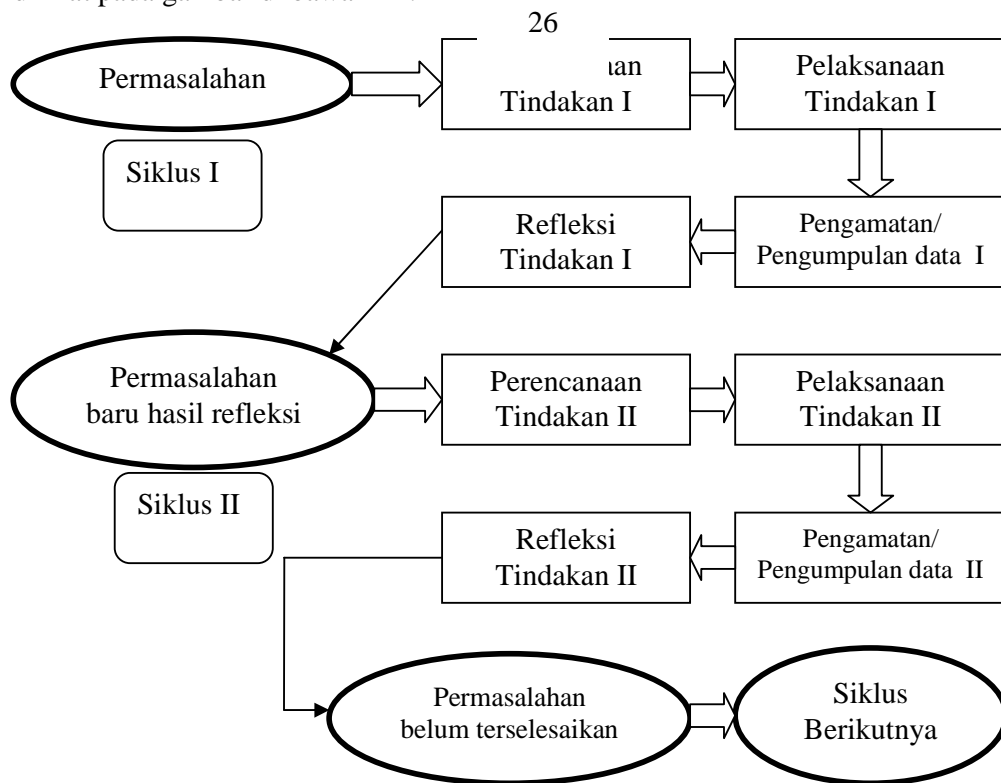 26
Permasalahan
Tindakan I
Pelaksanaan
Tindakan I
Siklus I
Refleksi
Tindakan I
Pengamatan/
Pengumpulan data I
Permasalahan
baru hasil refleksi
Perencanaan
Tindakan II
Pelaksanaan
Tindakan II
Siklus II
Refleksi
Tindakan II
Pengamatan/
Pengumpulan data II
Permasalahan
belum terselesaikan
Siklus
Berikutnya